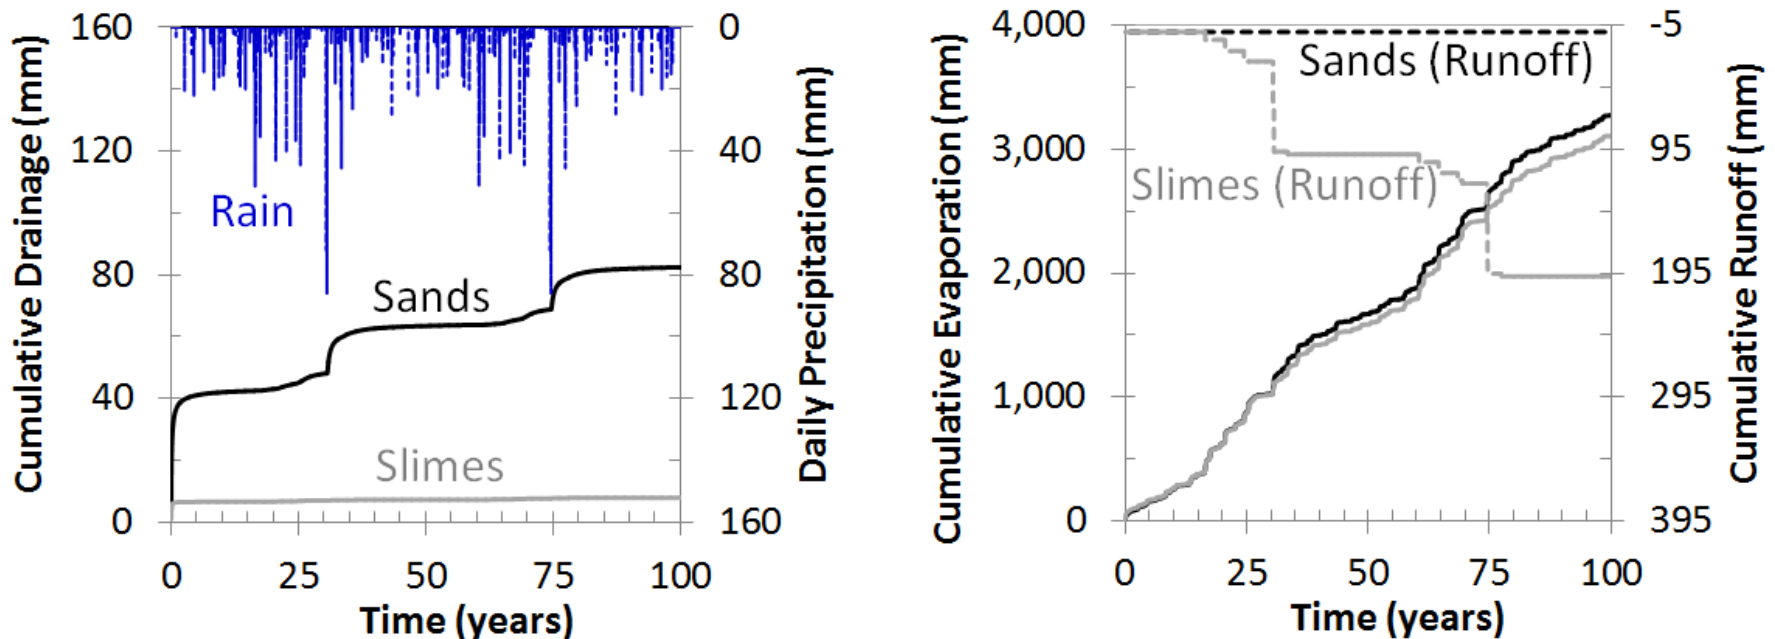 Cumulative Drainage (mm)
160
120
80
40
0
Rain
Sands
Slimes
0
40
80
120
160
Daily Precipitation (mm)
0
25
50
75
100
Time (years)
Cumulative Evaporation (mm)
4,000
3,000
2,000
1,000
0
Sands (Runoff)
Slimes (Runoff)
-5
95
195
295
395
Cumulative Runoff (mm)
0
25
50
75
100
Time (years)